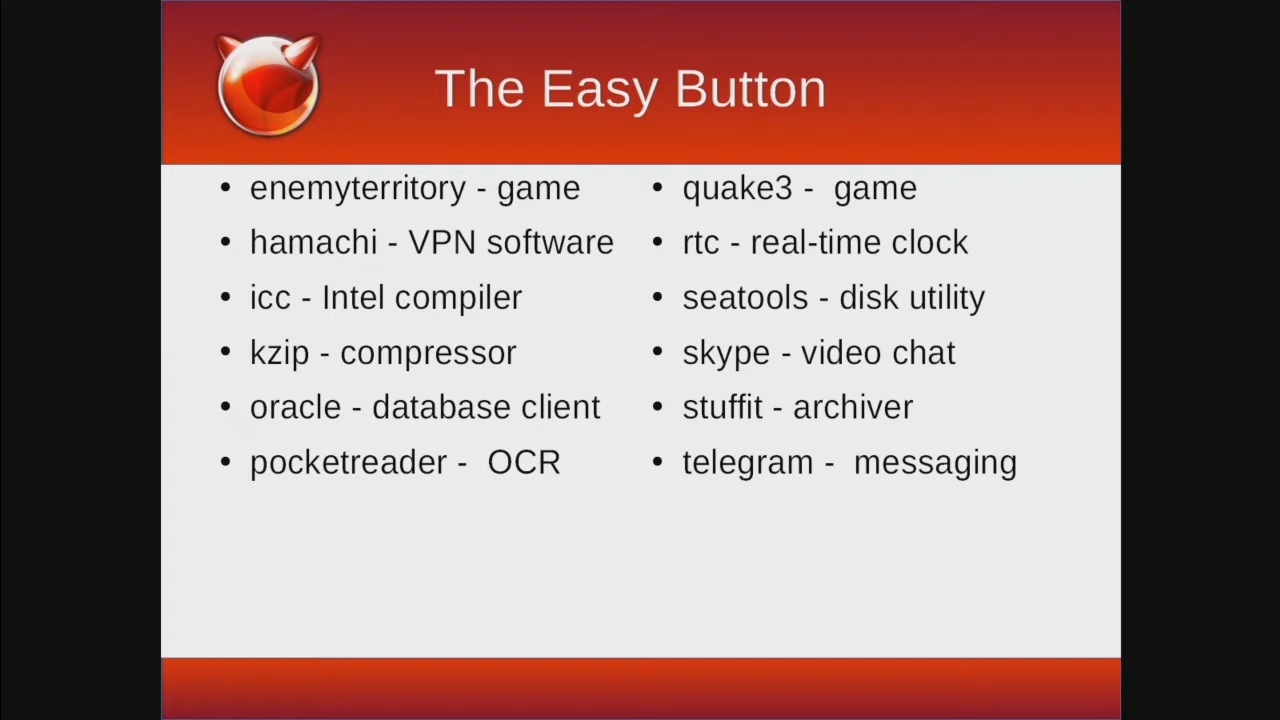 The Easy Button
• enemyterritory - game
• hamachi - VPN software
• icc - Intel compiler
• kzip - compressor
• oracle - database client
• pocketreader -  OCR
• quake3 -  game
• rtc - real-time clock
• seatools - disk utility
• skype - video chat
• stuffit - archiver
• telegram -  messaging